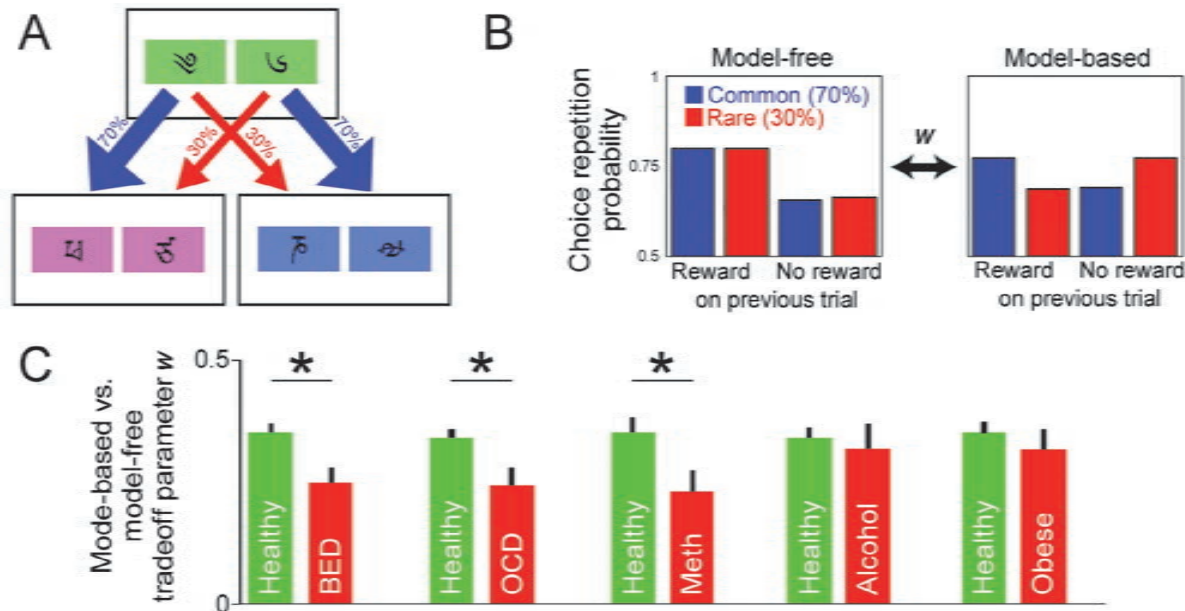 A
70%
30%
30%
70%
B
Model-free
Model-based
Choice repetition
probability
1
0.75
0.5
Common (70%)
Rare (30%)
w
Reward No reward
on previous trial
Reward No reward
on previous trial
C
Mode-based vs.
model-free
tradeoff parameter w
0.5
0
*
*
*
Healthy
BED
Healthy
OCD
Healthy
Meth
Healthy
Alcohol
Healthy
Obese